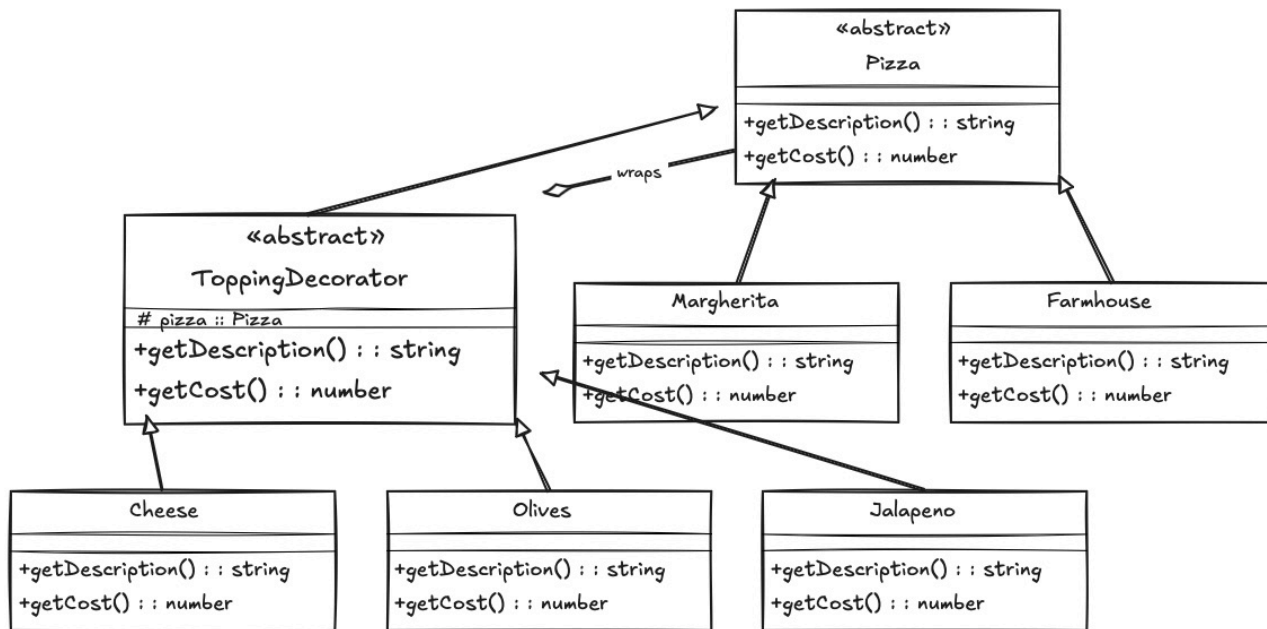 «abstract»
Pizza
+getDescription() : : string
+getCost() : : number
wraps
«abstract»
ToppingDecorator
# pizza :: Pizza
+getDescription() : : string
+getCost() : : number
Margherita
+getDescription() : : string
+getCost() : : number
Farmhouse
+getDescription() : : string
+getCost() : : number
Cheese
+getDescription() : : string
+getCost() : : number
Olives
+getDescription() : : string
+getCost() : : number
Jalapeno
+getDescription() : : string
+getCost() : : number